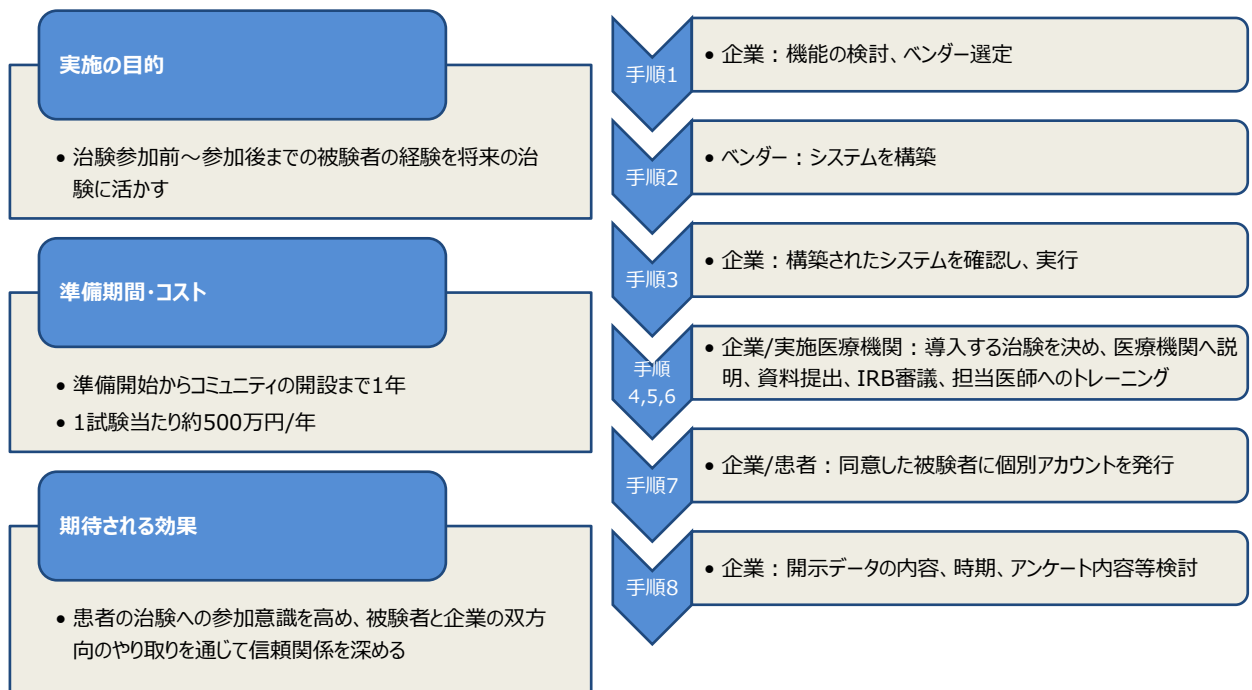 実施の目的
• 治験参加前～参加後までの被験者の経験を将来の治
験に活かす
準備期間・コスト
• 準備開始からコミュニティの開設まで1年
• 1試験当たり約500万円/年
期待される効果
• 患者の治験への参加意識を高め、被験者と企業の双方
向のやり取りを通じて信頼関係を深める
手順1
• 企業：機能の検討、ベンダー選定
手順2
• ベンダー：システムを構築
手順3
• 企業：構築されたシステムを確認し、実行
手順
4,5,6
• 企業/実施医療機関：導入する治験を決め、医療機関へ説
明、資料提出、IRB審議、担当医師へのトレーニング
手順7
• 企業/患者：同意した被験者に個別アカウントを発行
手順8
• 企業：開示データの内容、時期、アンケート内容等検討